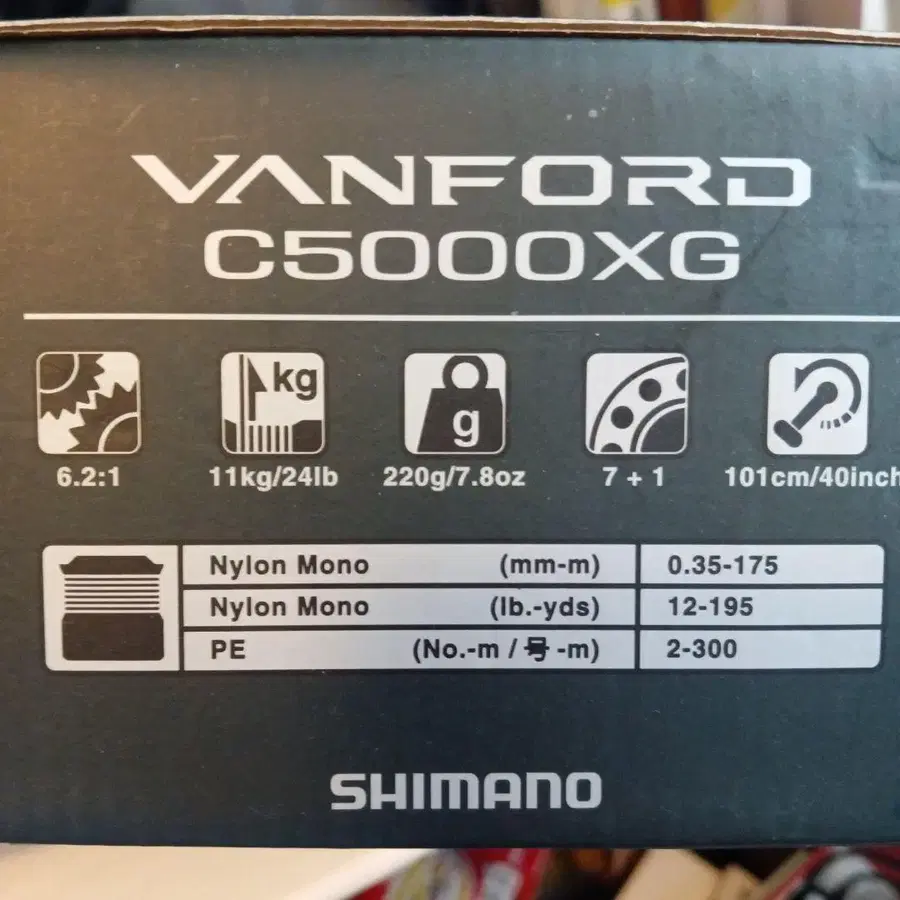 VANFORD
C5000XG
kg
g
6.2:1 11kg/24lb 220g/7.8oz 7 + 1 101cm/40inch
Nylon Mono (mm-m) 0.35-175
Nylon Mono (lb.-yds) 12-195
PE (No.-m / 号 -m) 2-300
SHIMANO